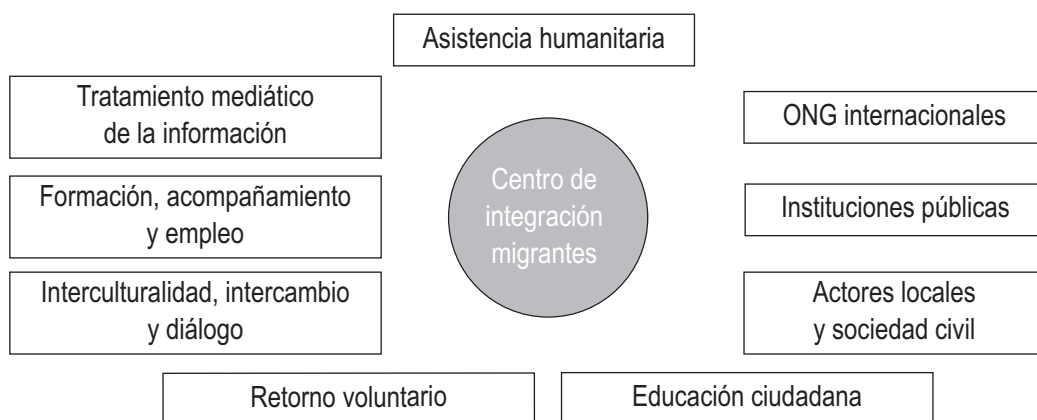 Asistencia humanitaria
Tratamiento mediático
de la información
ONG internacionales
Centro de
integración
migrantes
Formación, acompañamiento
y empleo
Instituciones públicas
Interculturalidad, intercambio
y diálogo
Actores locales
y sociedad civil
Retorno voluntario
Educación ciudadana